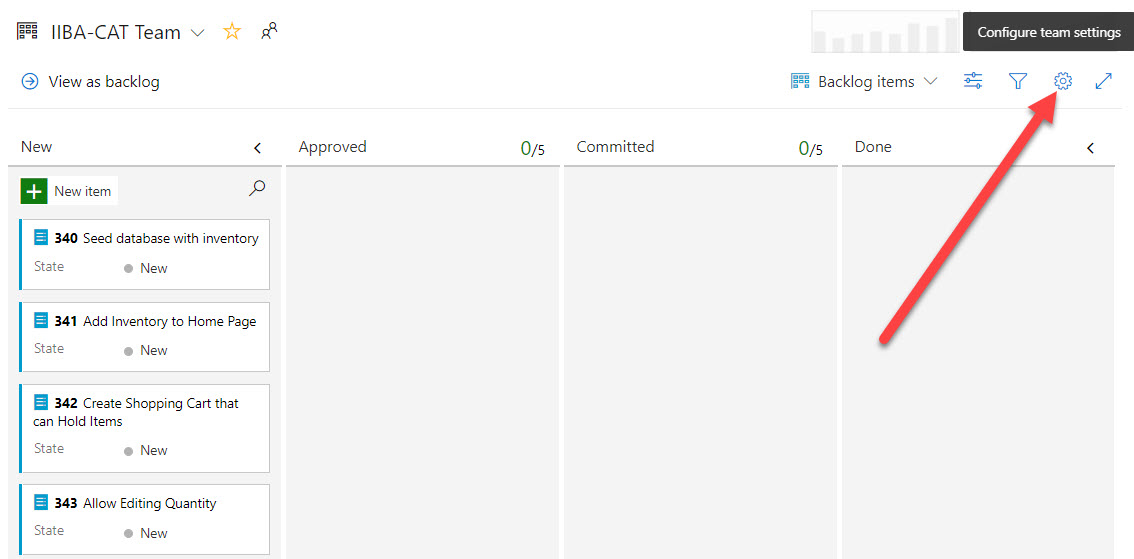 IIBA-CAT Team
Configure team settings
View as backlog
Backlog items
New
Approved 0/5
Committed 0/5
Done
New item
340 Seed database with inventory
State New
341 Add Inventory to Home Page
State New
342 Create Shopping Cart that
can Hold Items
State New
343 Allow Editing Quantity
State New